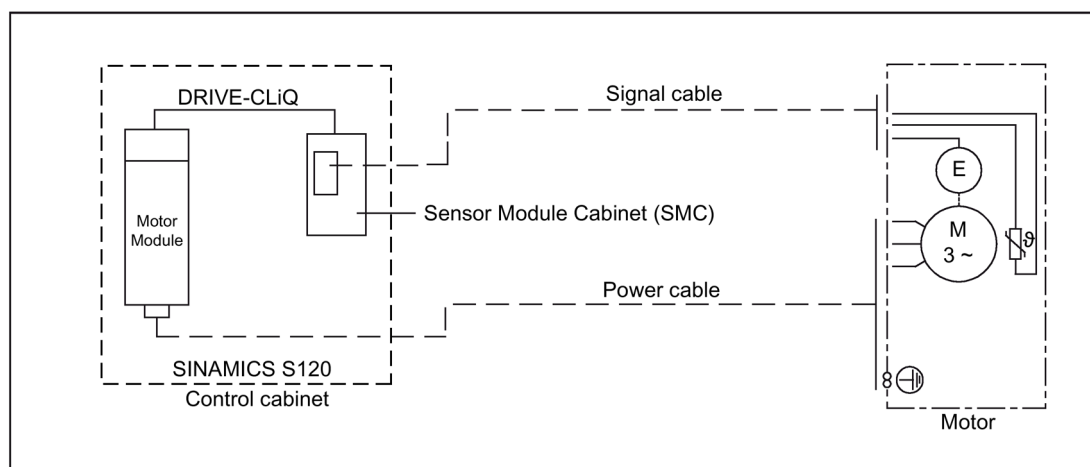 DRIVE-CLiQ
Signal cable
E
Motor
Module
Sensor Module Cabinet (SMC)
M
3 ~
ϑ
Power cable
SINAMICS S120
Control cabinet
Motor